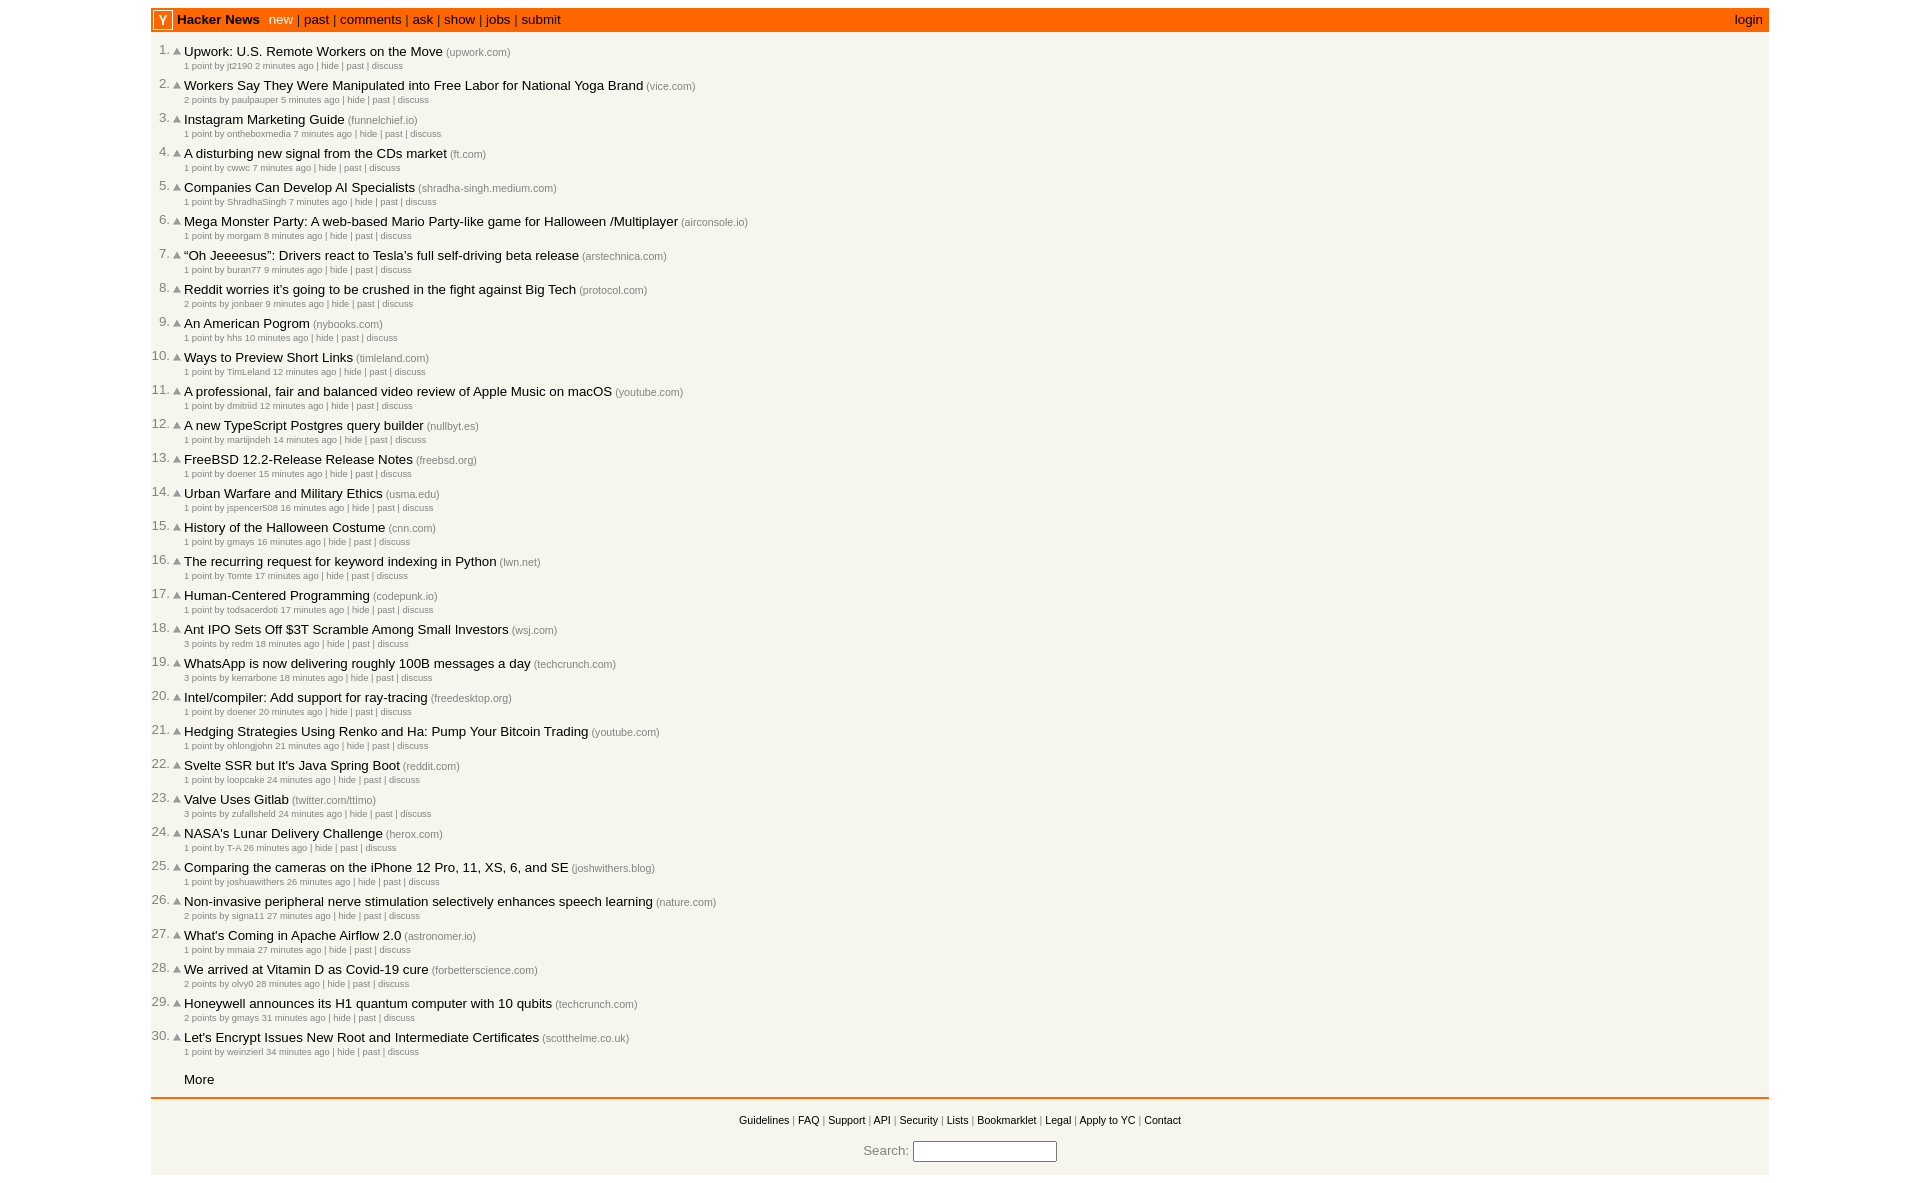 Y Hacker News new | past | comments | ask | show | jobs | submit login
1. Upwork: U.S. Remote Workers on the Move (upwork.com)
1 point by jt2190 2 minutes ago | hide | past | discuss
2. Workers Say They Were Manipulated into Free Labor for National Yoga Brand (vice.com)
2 points by paulpauper 5 minutes ago | hide | past | discuss
3. Instagram Marketing Guide (funnelchief.io)
1 point by ontheboxmedia 7 minutes ago | hide | past | discuss
4. A disturbing new signal from the CDs market (ft.com)
1 point by cwwc 7 minutes ago | hide | past | discuss
5. Companies Can Develop AI Specialists (shradha-singh.medium.com)
1 point by ShradhaSingh 7 minutes ago | hide | past | discuss
6. Mega Monster Party: A web-based Mario Party-like game for Halloween /Multiplayer (airconsole.io)
1 point by morgam 8 minutes ago | hide | past | discuss
7. “Oh Jeeeesus”: Drivers react to Tesla’s full self-driving beta release (arstechnica.com)
1 point by buran77 9 minutes ago | hide | past | discuss
8. Reddit worries it’s going to be crushed in the fight against Big Tech (protocol.com)
2 points by jonbaer 9 minutes ago | hide | past | discuss
9. An American Pogrom (nybooks.com)
1 point by hhs 10 minutes ago | hide | past | discuss
10. Ways to Preview Short Links (timleland.com)
1 point by TimLeland 12 minutes ago | hide | past | discuss
11. A professional, fair and balanced video review of Apple Music on macOS (youtube.com)
1 point by dmitriid 12 minutes ago | hide | past | discuss
12. A new TypeScript Postgres query builder (nullbyt.es)
1 point by martijndeh 14 minutes ago | hide | past | discuss
13. FreeBSD 12.2-Release Release Notes (freebsd.org)
1 point by doener 15 minutes ago | hide | past | discuss
14. Urban Warfare and Military Ethics (usma.edu)
1 point by jspencer508 16 minutes ago | hide | past | discuss
15. History of the Halloween Costume (cnn.com)
1 point by gmays 16 minutes ago | hide | past | discuss
16. The recurring request for keyword indexing in Python (lwn.net)
1 point by Tomte 17 minutes ago | hide | past | discuss
17. Human-Centered Programming (codepunk.io)
1 point by todsacerdoti 17 minutes ago | hide | past | discuss
18. Ant IPO Sets Off $3T Scramble Among Small Investors (wsj.com)
3 points by redm 18 minutes ago | hide | past | discuss
19. WhatsApp is now delivering roughly 100B messages a day (techcrunch.com)
3 points by kerrarbone 18 minutes ago | hide | past | discuss
20. Intel/compiler: Add support for ray-tracing (freedesktop.org)
1 point by doener 20 minutes ago | hide | past | discuss
21. Hedging Strategies Using Renko and Ha: Pump Your Bitcoin Trading (youtube.com)
1 point by ohlongjohn 21 minutes ago | hide | past | discuss
22. Svelte SSR but It's Java Spring Boot (reddit.com)
1 point by loopcake 24 minutes ago | hide | past | discuss
23. Valve Uses Gitlab (twitter.com/ttimo)
3 points by zufallsheld 24 minutes ago | hide | past | discuss
24. NASA's Lunar Delivery Challenge (herox.com)
1 point by T-A 26 minutes ago | hide | past | discuss
25. Comparing the cameras on the iPhone 12 Pro, 11, XS, 6, and SE (joshwithers.blog)
1 point by joshuawithers 26 minutes ago | hide | past | discuss
26. Non-invasive peripheral nerve stimulation selectively enhances speech learning (nature.com)
2 points by signa11 27 minutes ago | hide | past | discuss
27. What's Coming in Apache Airflow 2.0 (astronomer.io)
1 point by mmaia 27 minutes ago | hide | past | discuss
28. We arrived at Vitamin D as Covid-19 cure (forbetterscience.com)
2 points by olvy0 28 minutes ago | hide | past | discuss
29. Honeywell announces its H1 quantum computer with 10 qubits (techcrunch.com)
2 points by gmays 31 minutes ago | hide | past | discuss
30. Let's Encrypt Issues New Root and Intermediate Certificates (scotthelme.co.uk)
1 point by weinzierl 34 minutes ago | hide | past | discuss
More
Guidelines | FAQ | Support | API | Security | Lists | Bookmarklet | Legal | Apply to YC | Contact
Search: